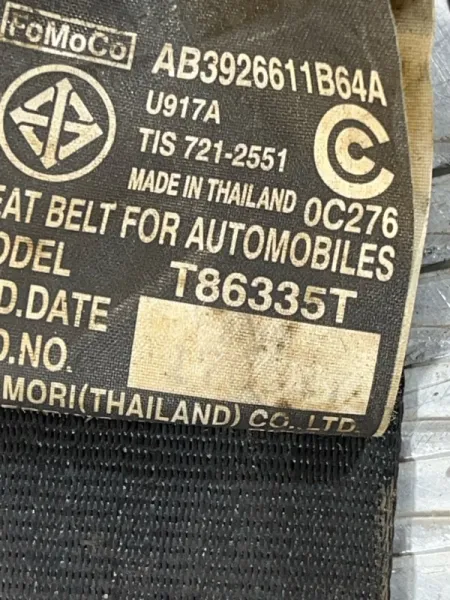 FoMoCo
AB3926611B64A
U917A
TIS 721-2551
MADE IN THAILAND 0C276
EAT BELT FOR AUTOMOBILES
ODEL T86335T
D.DATE
O.NO.
MORI(THAILAND) CO., LTD.